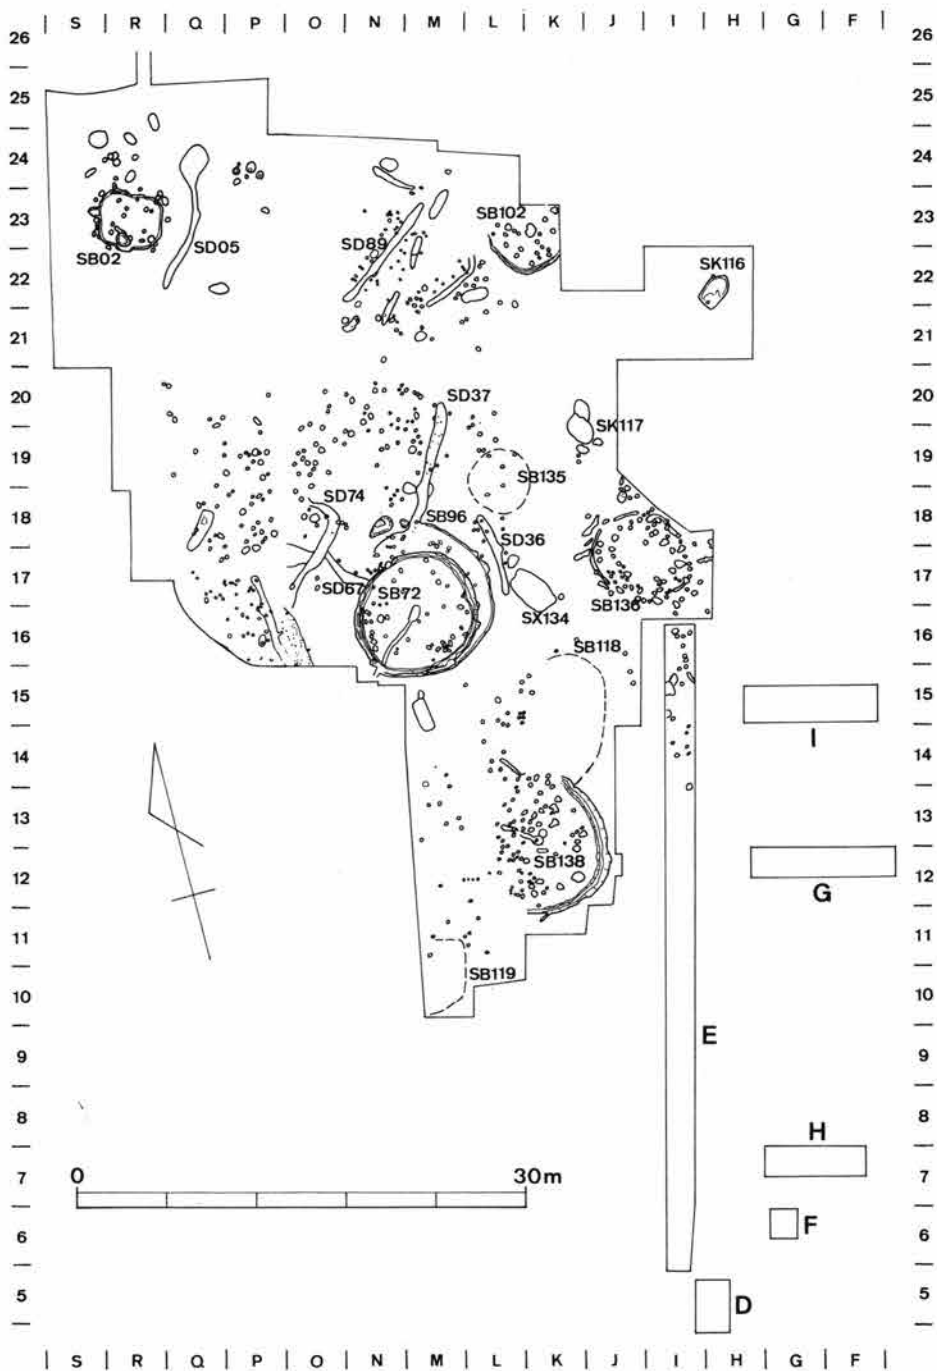 S R Q P O N M L K J I H G F
26 26
25 25
24 24
23 23
22 22
21 21
20 20
19 19
18 18
17 17
16 16
15 15
14 14
13 13
12 12
11 11
10 10
9 9
8 8
7 7
6 6
5 5
SB102
SB02
SD05
SD89
SK116
SD37
SK117
SB135
SD74
SB96
SD36
SD67
SB72
SX134
SB136
SB118
I
SB138
G
SB119
E
H
0 30m
F
D
S R Q P O N M L K J I H G F